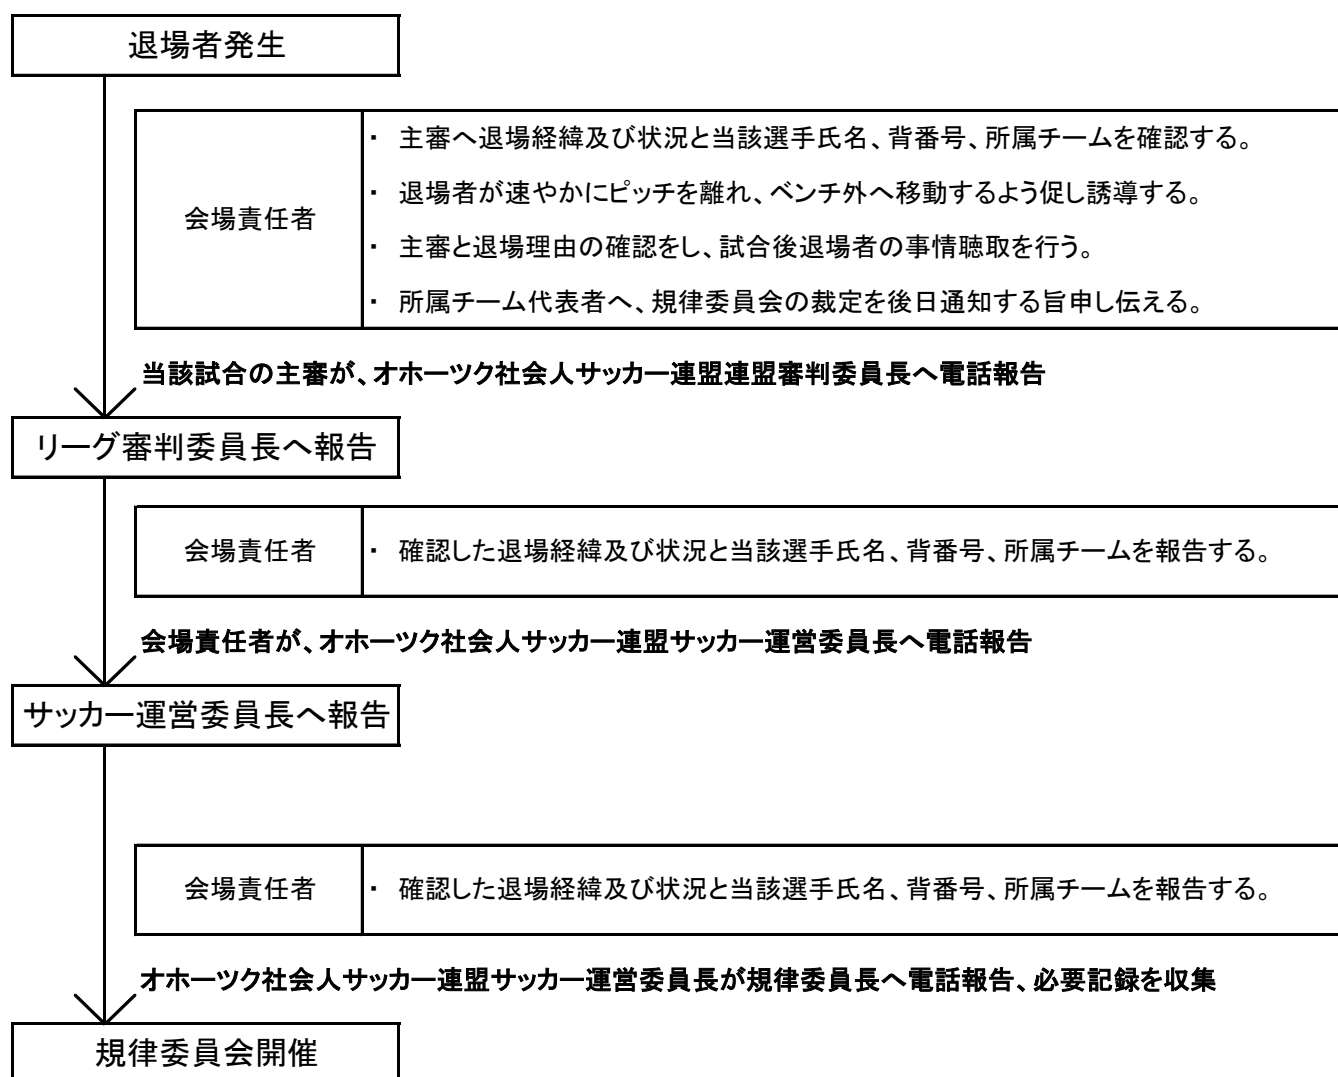 退場者発生
会場責任者
・ 主審へ退場経緯及び状況と当該選手氏名、背番号、所属チームを確認する。
・ 退場者が速やかにピッチを離れ、ベンチ外へ移動するよう促し誘導する。
・ 主審と退場理由の確認をし、試合後退場者の事情聴取を行う。
・ 所属チーム代表者へ、規律委員会の裁定を後日通知する旨申し伝える。
当該試合の主審が、オホーツク社会人サッカー連盟連盟審判委員長へ電話報告
リーグ審判委員長へ報告
会場責任者
・ 確認した退場経緯及び状況と当該選手氏名、背番号、所属チームを報告する。
会場責任者が、オホーツク社会人サッカー連盟サッカー運営委員長へ電話報告
サッカー運営委員長へ報告
会場責任者
・ 確認した退場経緯及び状況と当該選手氏名、背番号、所属チームを報告する。
オホーツク社会人サッカー連盟サッカー運営委員長が規律委員長へ電話報告、必要記録を収集
規律委員会開催